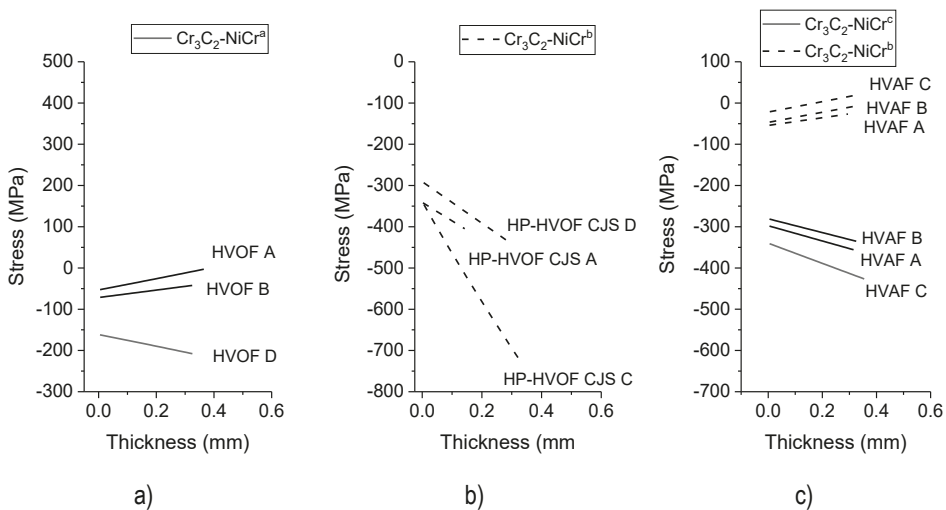 Cr₃C₂-NiCrᵃ
500
400
300
200
100
0
-100
-200
-300
Stress (MPa)
HVOF A
HVOF B
HVOF D
0.0 0.2 0.4 0.6
Thickness (mm)
a)
Cr₃C₂-NiCrᵇ
0
-100
-200
-300
-400
-500
-600
-700
-800
Stress (MPa)
HP-HVOF CJS D
HP-HVOF CJS A
HP-HVOF CJS C
0.0 0.2 0.4 0.6
Thickness (mm
b)
Cr₃C₂-NiCrᶜ
Cr₃C₂-NiCrᵇ
100
0
-100
-200
-300
-400
-500
-600
-700
Stress (MPa)
HVAF C
HVAF B
HVAF A
HVAF B
HVAF A
HVAF C
0.0 0.2 0.4 0.6
Thickness (mm)
c)